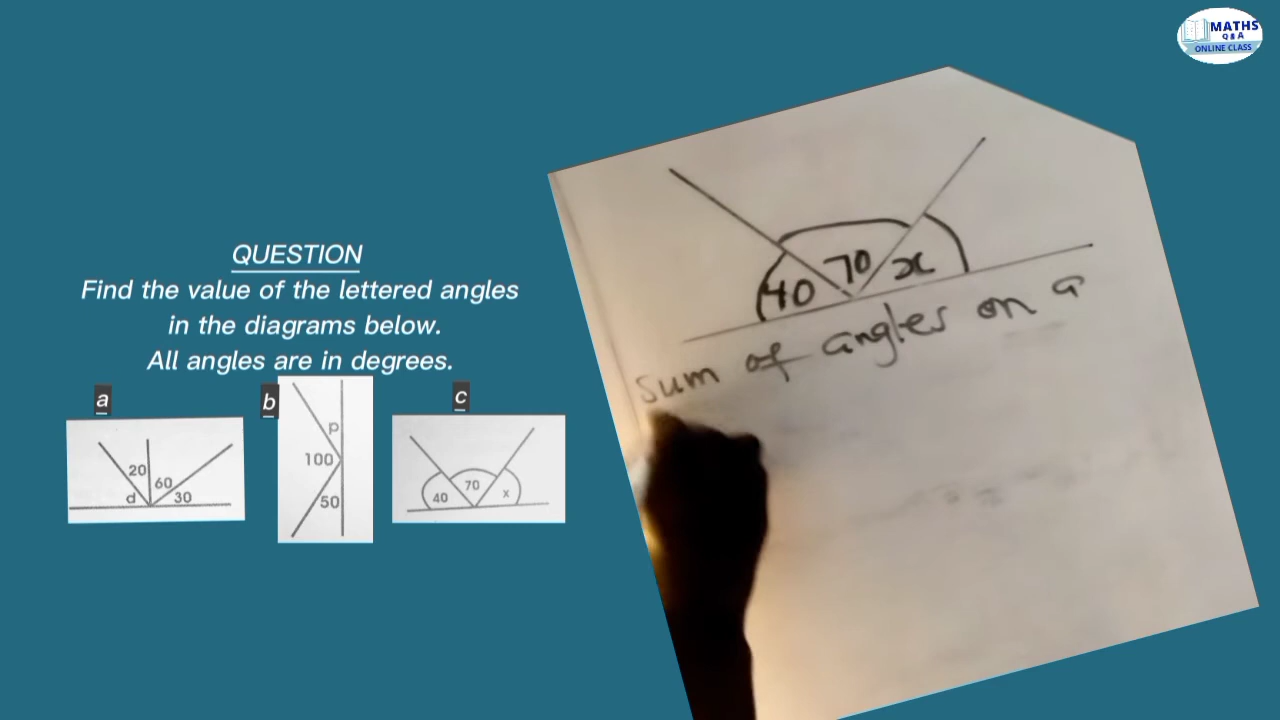 MATHS
Q & A
ONLINE CLASS
QUESTION
Find the value of the lettered angles
in the diagrams below.
All angles are in degrees.
a
b
c
20
60
d
30
p
100
50
40
70
x
40
70
x
Sum of angles on a